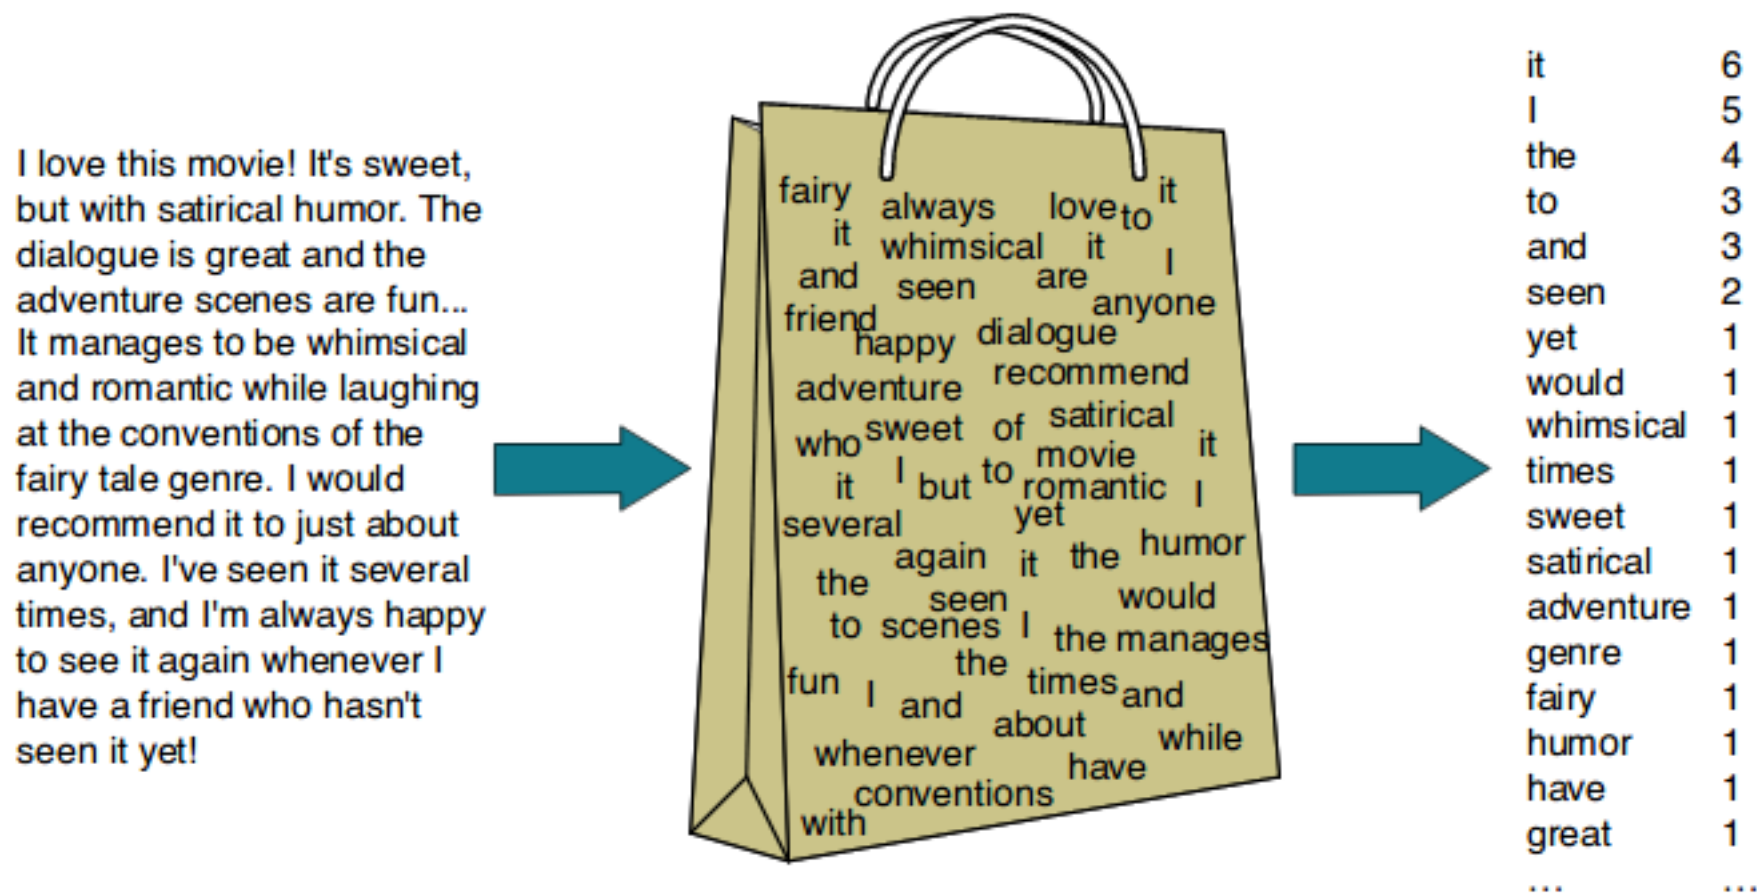 I love this movie! It's sweet,
but with satirical humor. The
dialogue is great and the
adventure scenes are fun...
It manages to be whimsical
and romantic while laughing
at the conventions of the
fairy tale genre. I would
recommend it to just about
anyone. I've seen it several
times, and I'm always happy
to see it again whenever I
have a friend who hasn't
seen it yet!
fairy always love to it
it whimsical it I
and seen are anyone
friend happy dialogue
adventure recommend
who sweet of satirical
it I but to movie it
romantic I
several yet
again it the humor
the seen would
to scenes I the manages
the
fun I and times and
about while
whenever have
conventions
with
it 6
I 5
the 4
to 3
and 3
seen 2
yet 1
would 1
whimsical 1
times 1
sweet 1
satirical 1
adventure 1
genre 1
fairy 1
humor 1
have 1
great 1
... ...